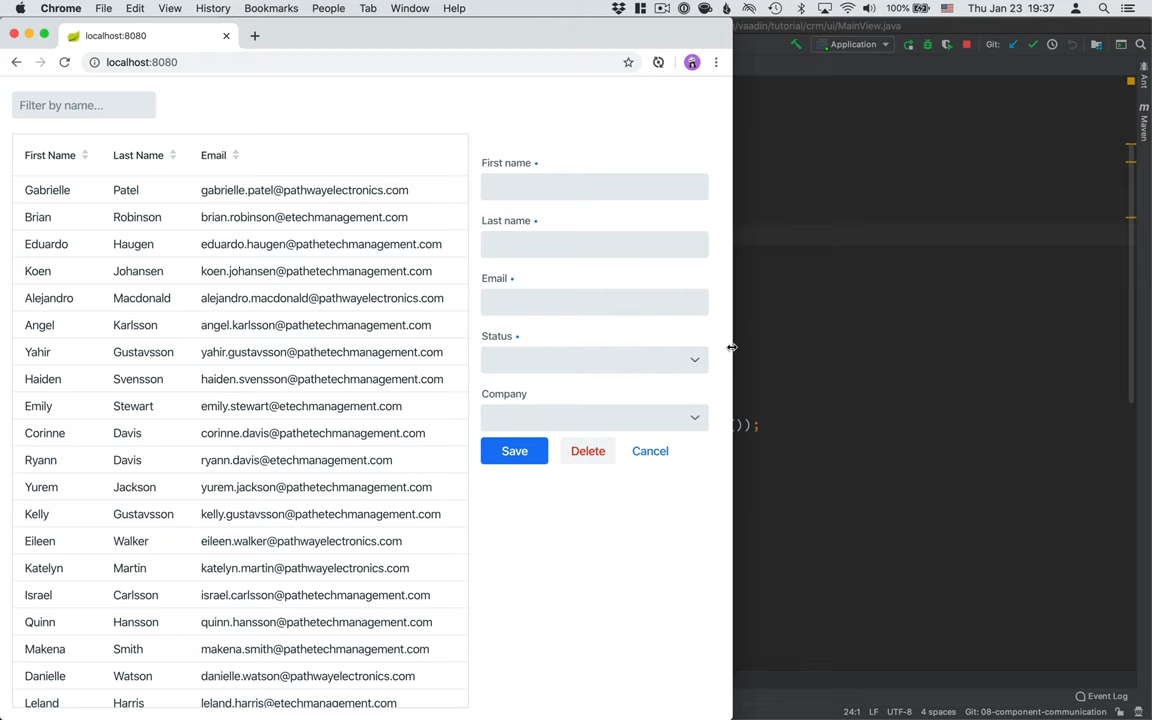 Chrome File Edit View History Bookmarks People Tab Window Help 100% Thu Jan 23 19:37
localhost:8080
/vaadin/tutorial/crm/ui/MainView.java
Application Git:
localhost:8080
Filter by name...
First Name Last Name Email
Gabrielle Patel gabrielle.patel@pathwayelectronics.com
Brian Robinson brian.robinson@etechmanagement.com
Eduardo Haugen eduardo.haugen@pathetechmanagement.com
Koen Johansen koen.johansen@pathetechmanagement.com
Alejandro Macdonald alejandro.macdonald@pathwayelectronics.com
Angel Karlsson angel.karlsson@pathetechmanagement.com
Yahir Gustavsson yahir.gustavsson@pathetechmanagement.com
Haiden Svensson haiden.svensson@pathetechmanagement.com
Emily Stewart emily.stewart@etechmanagement.com
Corinne Davis corinne.davis@pathetechmanagement.com
Ryann Davis ryann.davis@etechmanagement.com
Yurem Jackson yurem.jackson@pathetechmanagement.com
Kelly Gustavsson kelly.gustavsson@pathetechmanagement.com
Eileen Walker eileen.walker@pathwayelectronics.com
Katelyn Martin katelyn.martin@pathwayelectronics.com
Israel Carlsson israel.carlsson@pathetechmanagement.com
Quinn Hansson quinn.hansson@pathetechmanagement.com
Makena Smith makena.smith@pathetechmanagement.com
Danielle Watson danielle.watson@pathwayelectronics.com
Leland Harris leland.harris@etechmanagement.com
First name •
Last name •
Email •
Status •
Company
Save Delete Cancel
());
Ant
m
Maven
Event Log
24:1 LF UTF-8 4 spaces Git: 08-component-communication